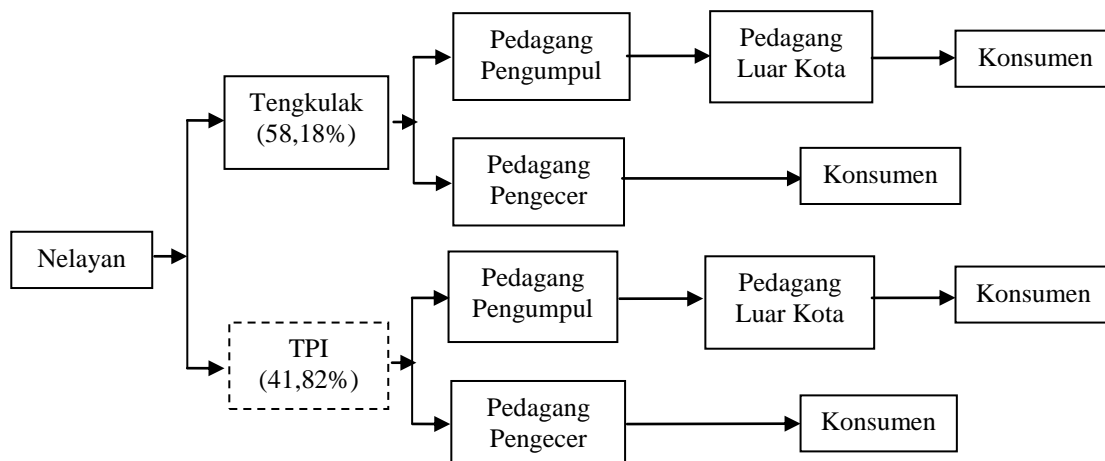 Pedagang
Pengumpul
Pedagang
Luar Kota
Konsumen
Tengkulak
(58,18%)
Pedagang
Pengecer
Konsumen
Nelayan
Pedagang
Pengumpul
Pedagang
Luar Kota
Konsumen
TPI
(41,82%)
Pedagang
Pengecer
Konsumen